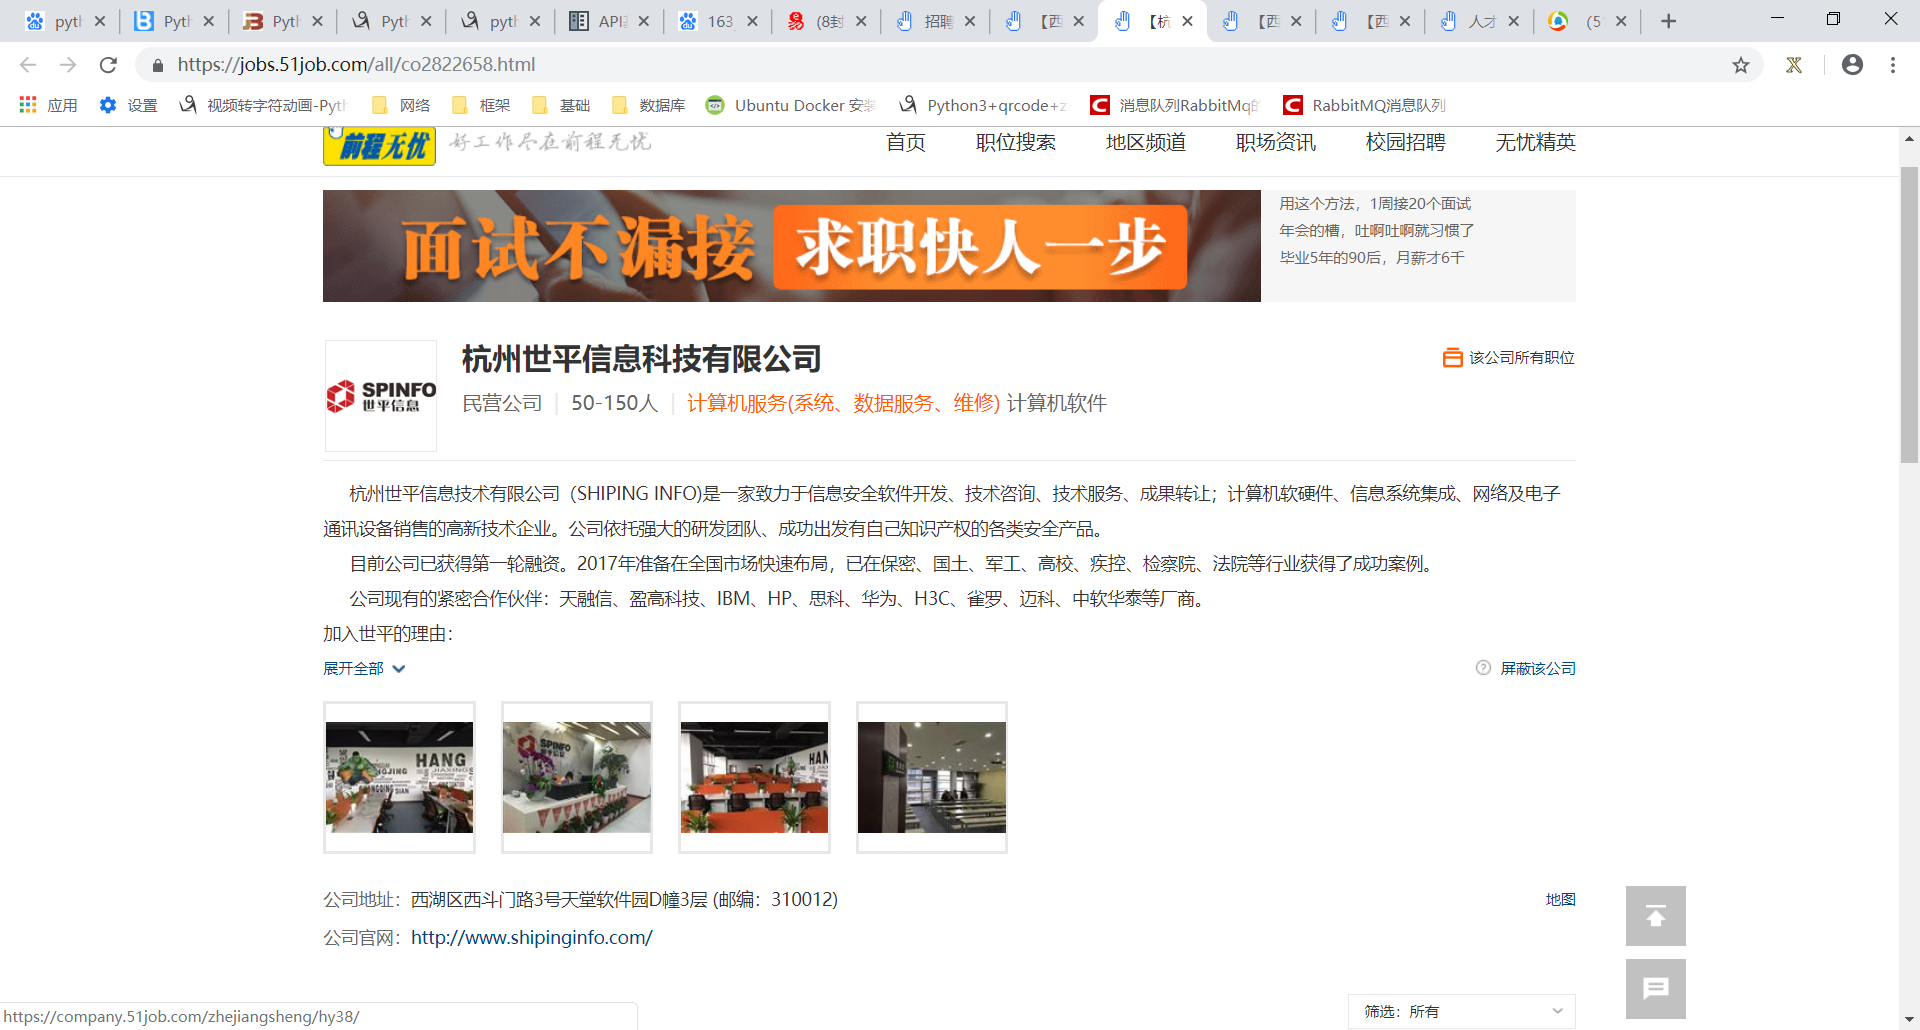 pyth
Pyth
Pyth
Pyth
pyth
API
163
(8封
招聘
【西
【杭
【西
【西
人才
(5
https://jobs.51job.com/all/co2822658.html
应用
设置
视频转字符动画-Pyth
网络
框架
基础
数据库
Ubuntu Docker 安装
Python3+qrcode+z
消息队列RabbitMq的
RabbitMQ消息队列
前程无忧
好工作尽在前程无忧
首页
职位搜索
地区频道
职场资讯
校园招聘
无忧精英
面试不漏接 求职快人一步
用这个方法，1周接20个面试
年会的槽，吐啊吐啊就习惯了
毕业5年的90后，月薪才6千
SPINFO
世平信息
杭州世平信息科技有限公司
该公司所有职位
民营公司 | 50-150人 | 计算机服务(系统、数据服务、维修) 计算机软件
杭州世平信息技术有限公司（SHIPING INFO)是一家致力于信息安全软件开发、技术咨询、技术服务、成果转让；计算机软硬件、信息系统集成、网络及电子
通讯设备销售的高新技术企业。公司依托强大的研发团队、成功出发有自己知识产权的各类安全产品。
目前公司已获得第一轮融资。2017年准备在全国市场快速布局，已在保密、国土、军工、高校、疾控、检察院、法院等行业获得了成功案例。
公司现有的紧密合作伙伴：天融信、盈高科技、IBM、HP、思科、华为、H3C、雀罗、迈科、中软华泰等厂商。
加入世平的理由：
展开全部
屏蔽该公司
HANG
SPINFO
HAN
公司地址：西湖区西斗门路3号天堂软件园D幢3层 (邮编：310012)
地图
公司官网：http://www.shipinginfo.com/
筛选：所有
https://company.51job.com/zhejiangsheng/hy38/